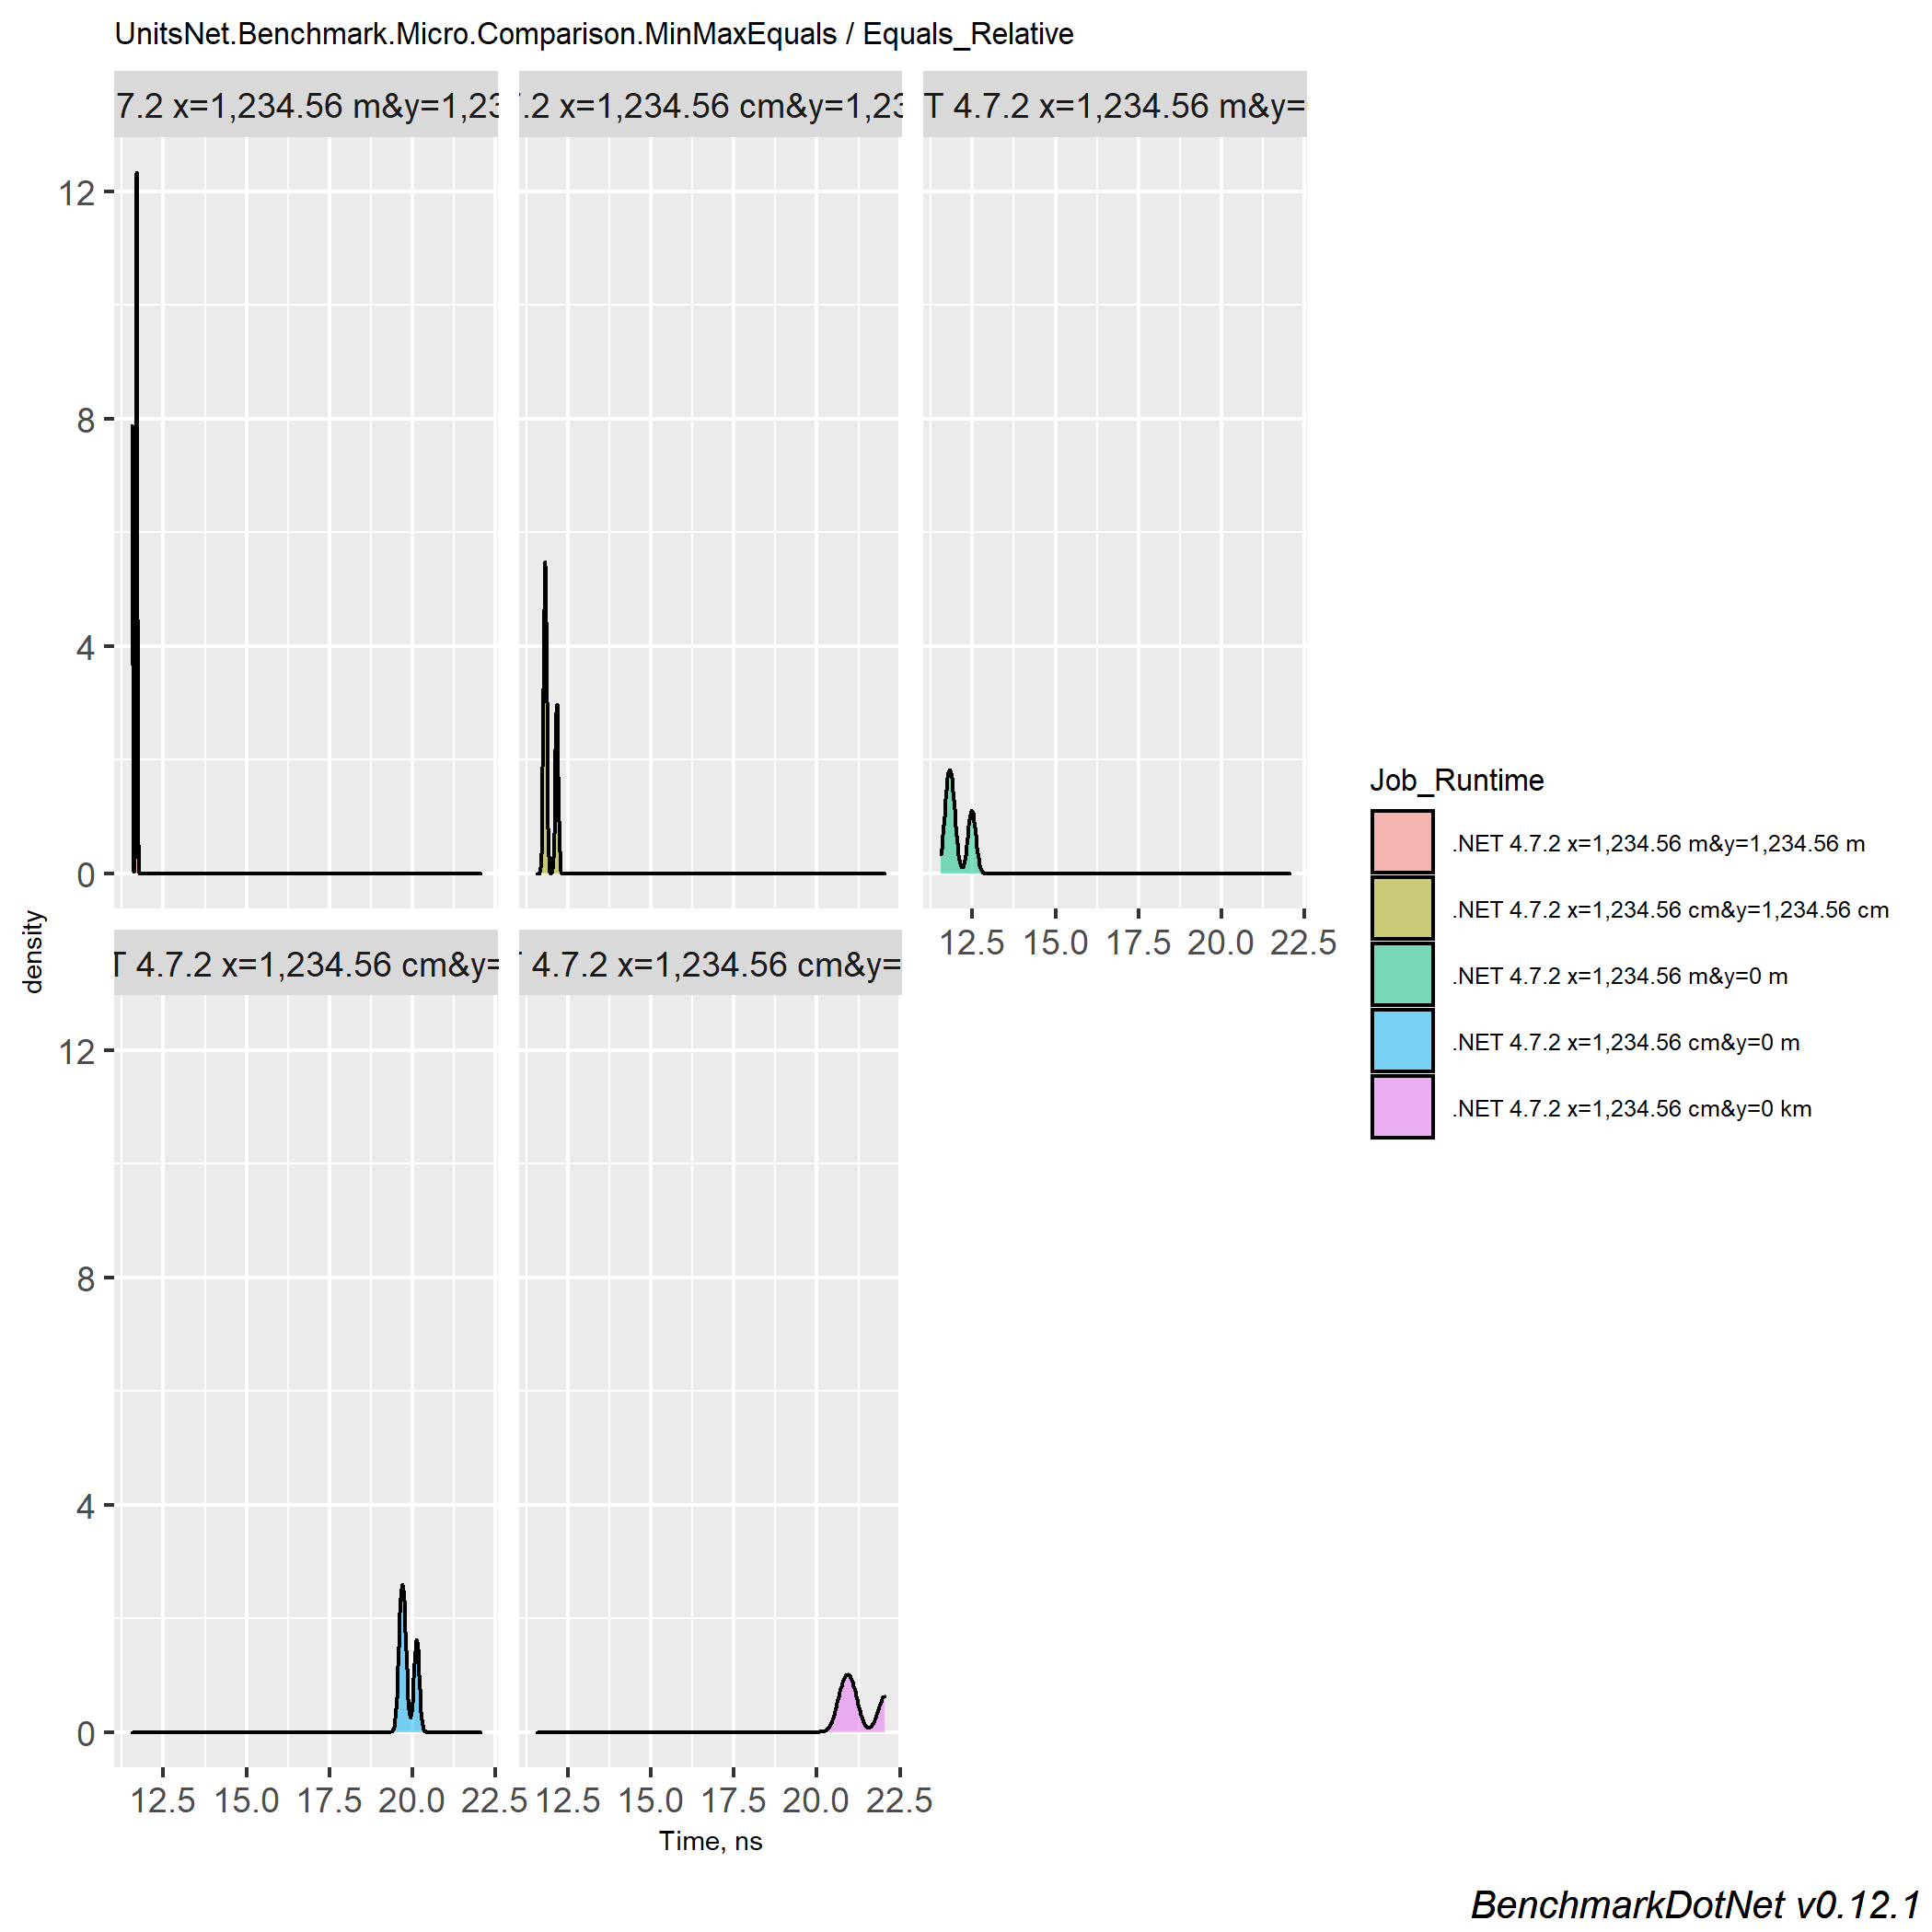 UnitsNet.Benchmark.Micro.Comparison.MinMaxEquals / Equals_Relative
7.2 x=1,234.56 m&y=1,23
.2 x=1,234.56 cm&y=1,23
T 4.7.2 x=1,234.56 m&y=
12
8
4
0
12.5 15.0 17.5 20.0 22.5
T 4.7.2 x=1,234.56 cm&y=
4.7.2 x=1,234.56 cm&y=
12
8
4
0
12.5 15.0 17.5 20.0 22.5
12.5 15.0 17.5 20.0 22.5
density
Time, ns
Job_Runtime
.NET 4.7.2 x=1,234.56 m&y=1,234.56 m
.NET 4.7.2 x=1,234.56 cm&y=1,234.56 cm
.NET 4.7.2 x=1,234.56 m&y=0 m
.NET 4.7.2 x=1,234.56 cm&y=0 m
.NET 4.7.2 x=1,234.56 cm&y=0 km
BenchmarkDotNet v0.12.1